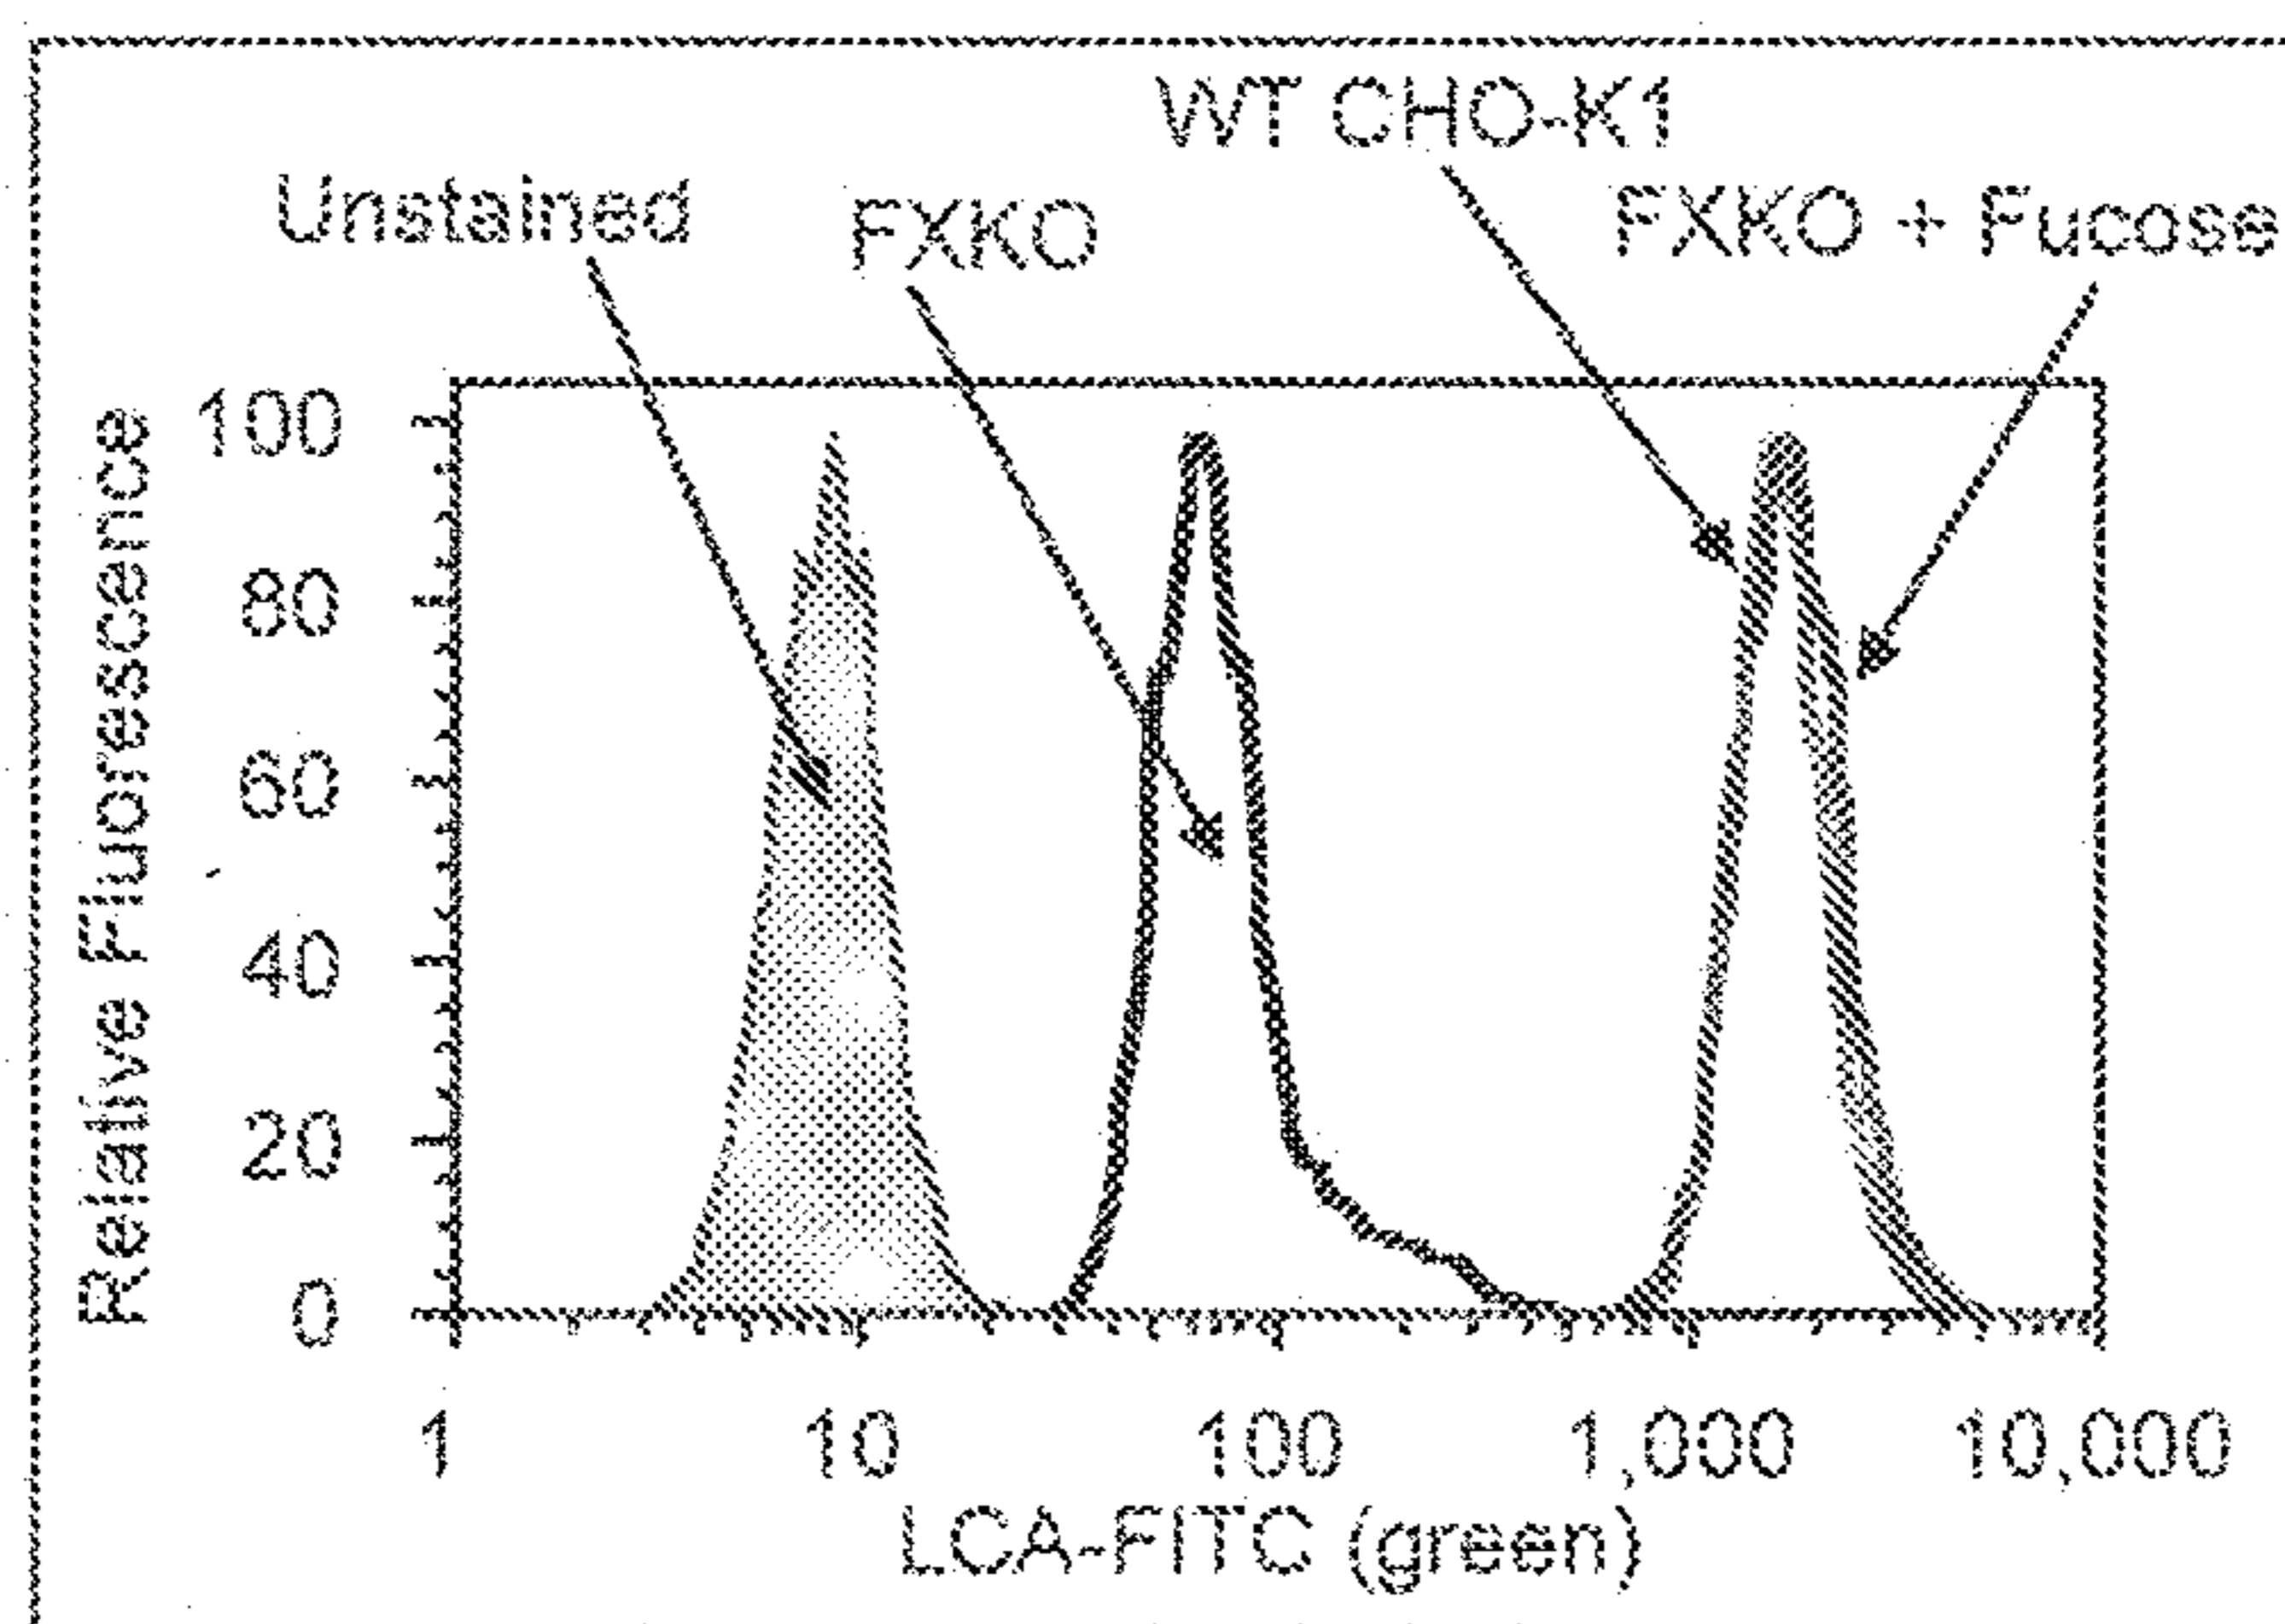 WT CHO-K1
Unstained
FXKO
FXKO + Fucose
Relative Fluorescence
100
80
60
40
20
0
1
10
100
1,000
10,000
LCA-FITC (green)